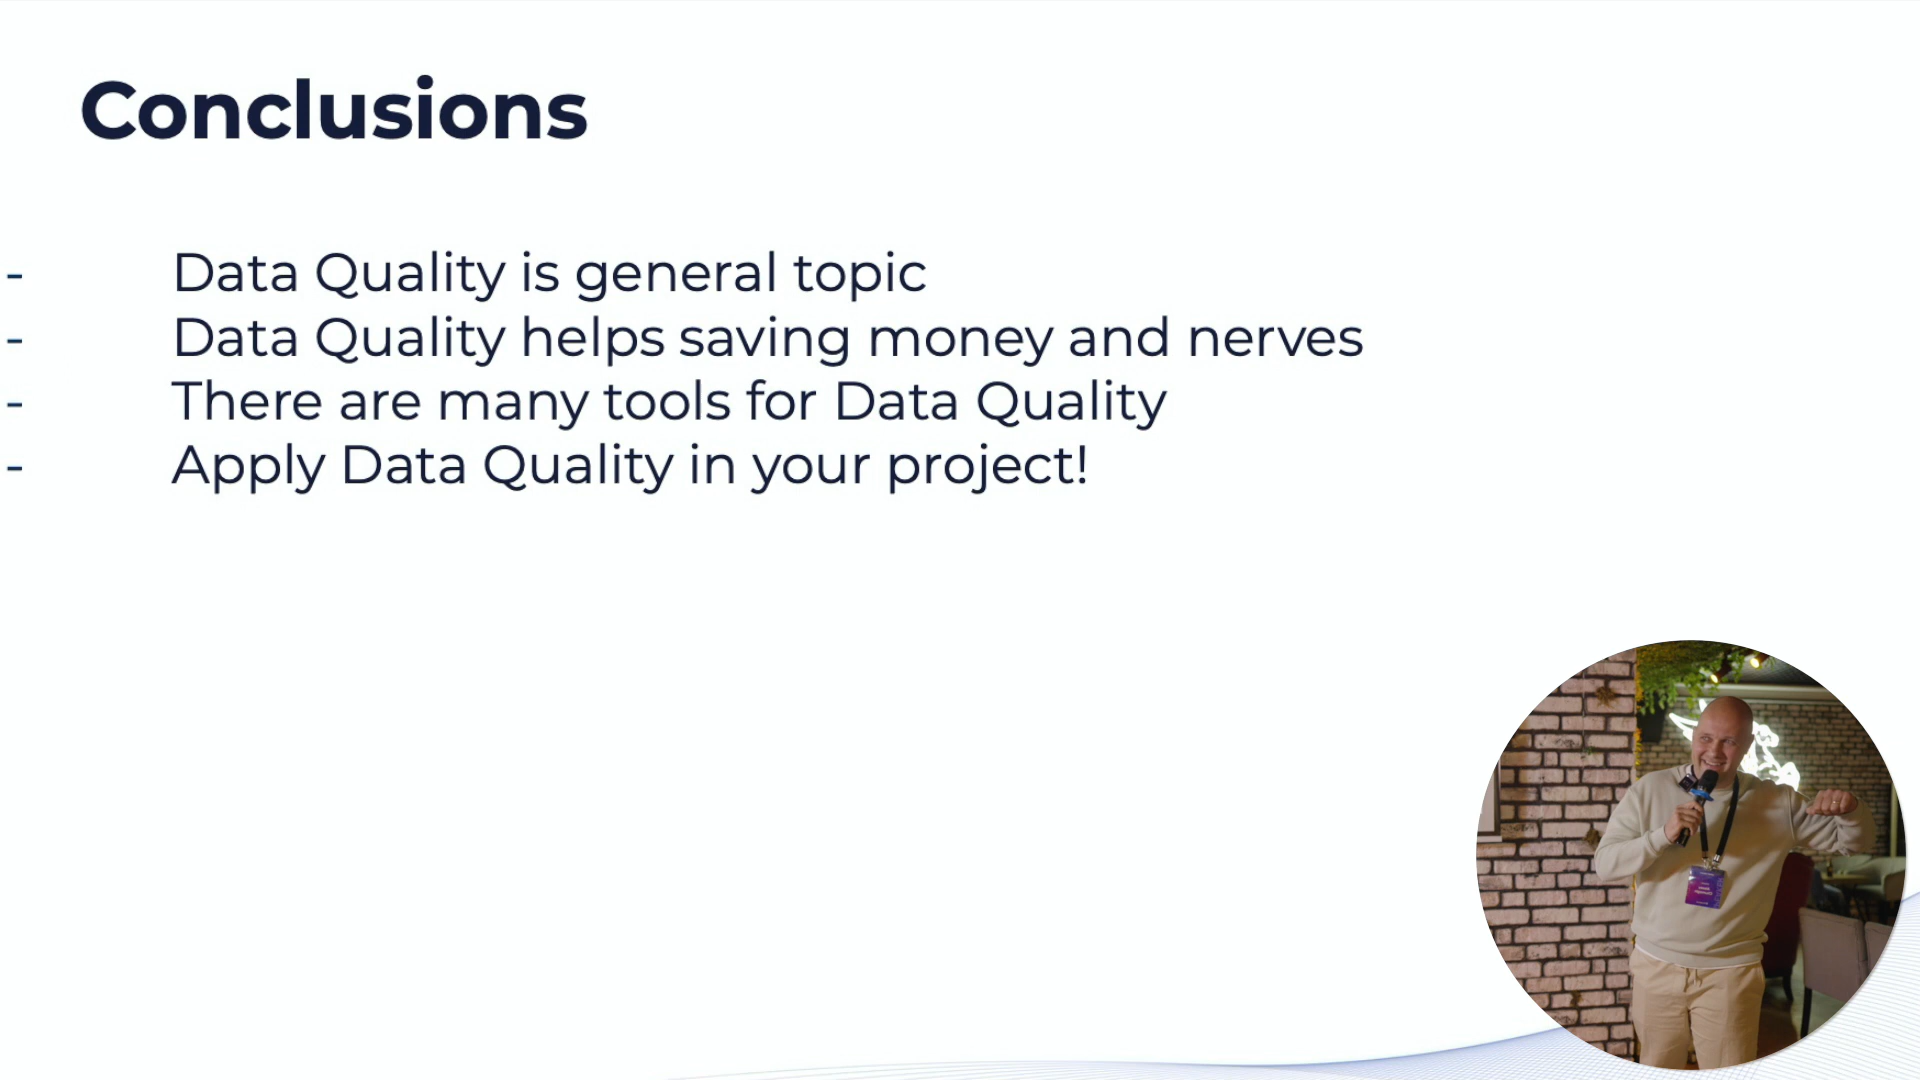 Conclusions
- Data Quality is general topic
- Data Quality helps saving money and nerves
- There are many tools for Data Quality
- Apply Data Quality in your project!